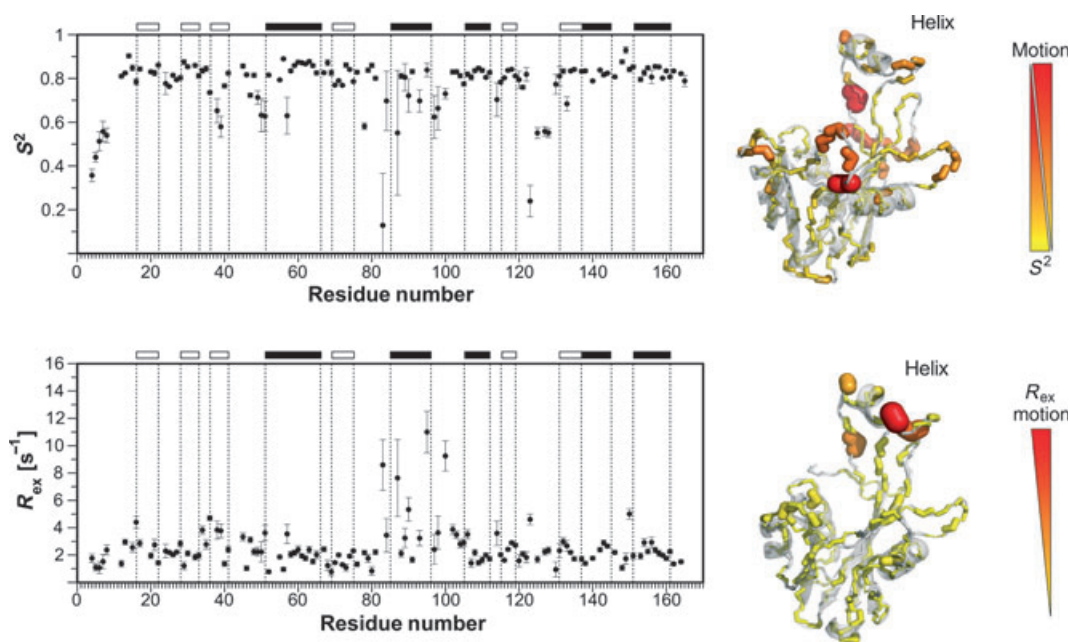 1
0.8
0.6
0.4
0.2
S²
0 20 40 60 80 100 120 140 160
Residue number
Helix
Motion
S²
16
14
12
10
8
6
4
2
Rex [s⁻¹]
0 20 40 60 80 100 120 140 160
Residue number
Helix
Rex
motion